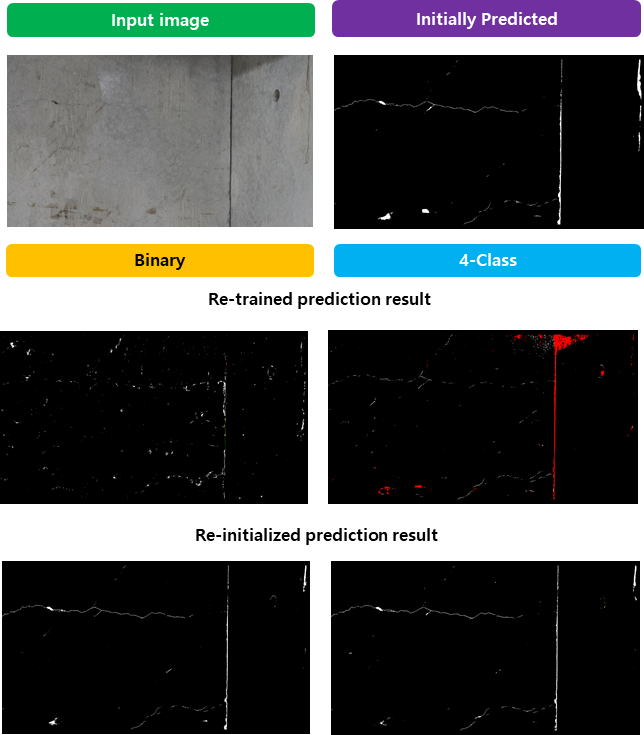 Input image
Initially Predicted
Binary
4-Class
Re-trained prediction result
Re-initialized prediction result